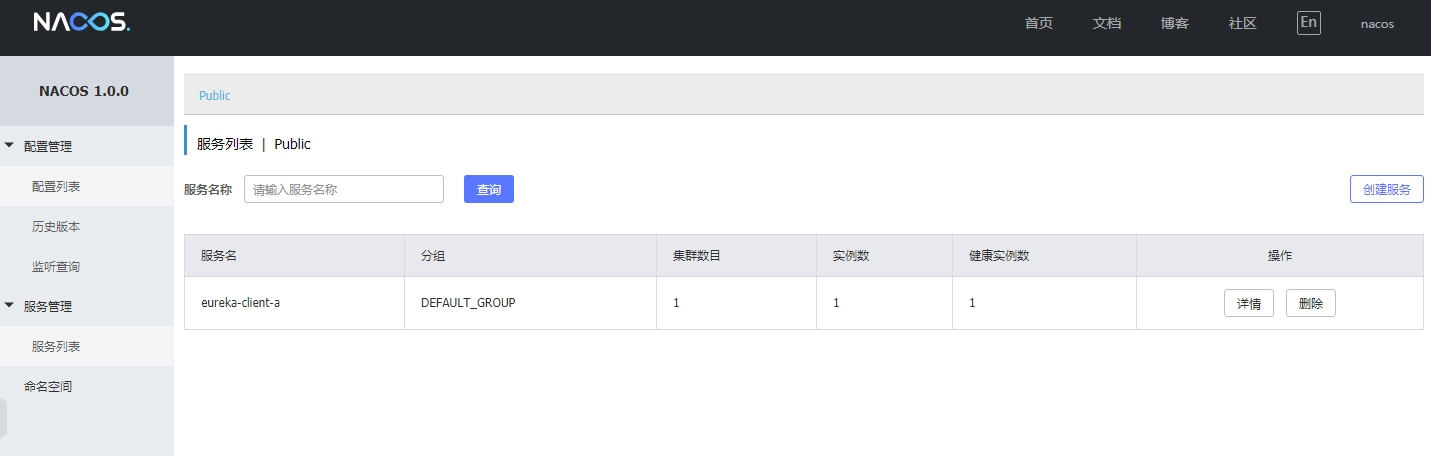 NACOS.
首页 文档 博客 社区 En nacos
NACOS 1.0.0
配置管理
配置列表
历史版本
监听查询
服务管理
服务列表
命名空间
Public
服务列表 | Public
服务名称 请输入服务名称 查询 创建服务
服务名 分组 集群数目 实例数 健康实例数 操作
eureka-client-a DEFAULT_GROUP 1 1 1 详情 删除